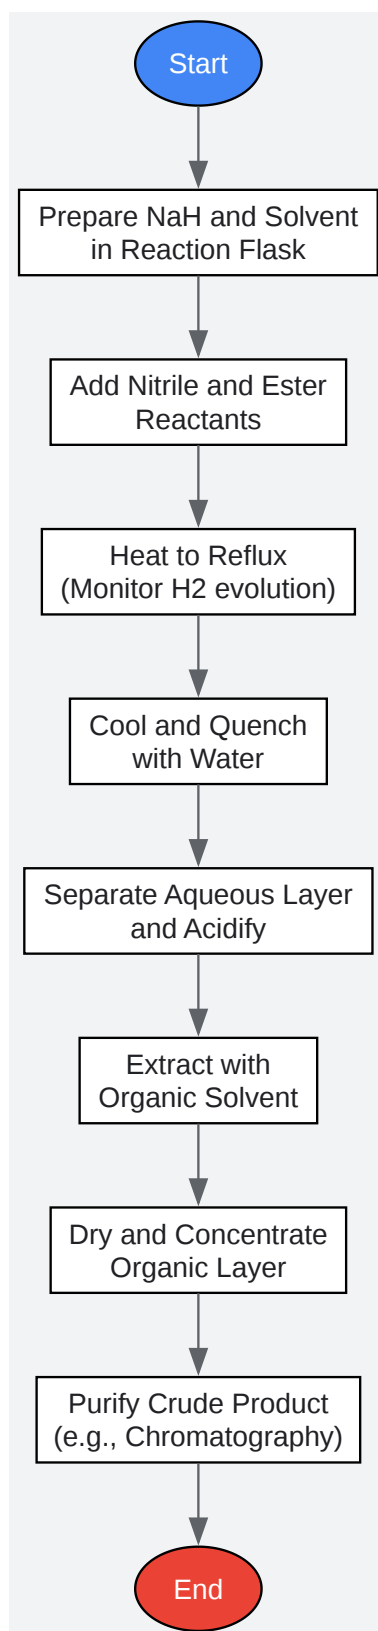 Start
Prepare NaH and Solvent
in Reaction Flask
Add Nitrile and Ester
Reactants
Heat to Reflux
(Monitor H2 evolution)
Cool and Quench
with Water
Separate Aqueous Layer
and Acidify
Extract with
Organic Solvent
Dry and Concentrate
Organic Layer
Purify Crude Product
(e.g., Chromatography)
End